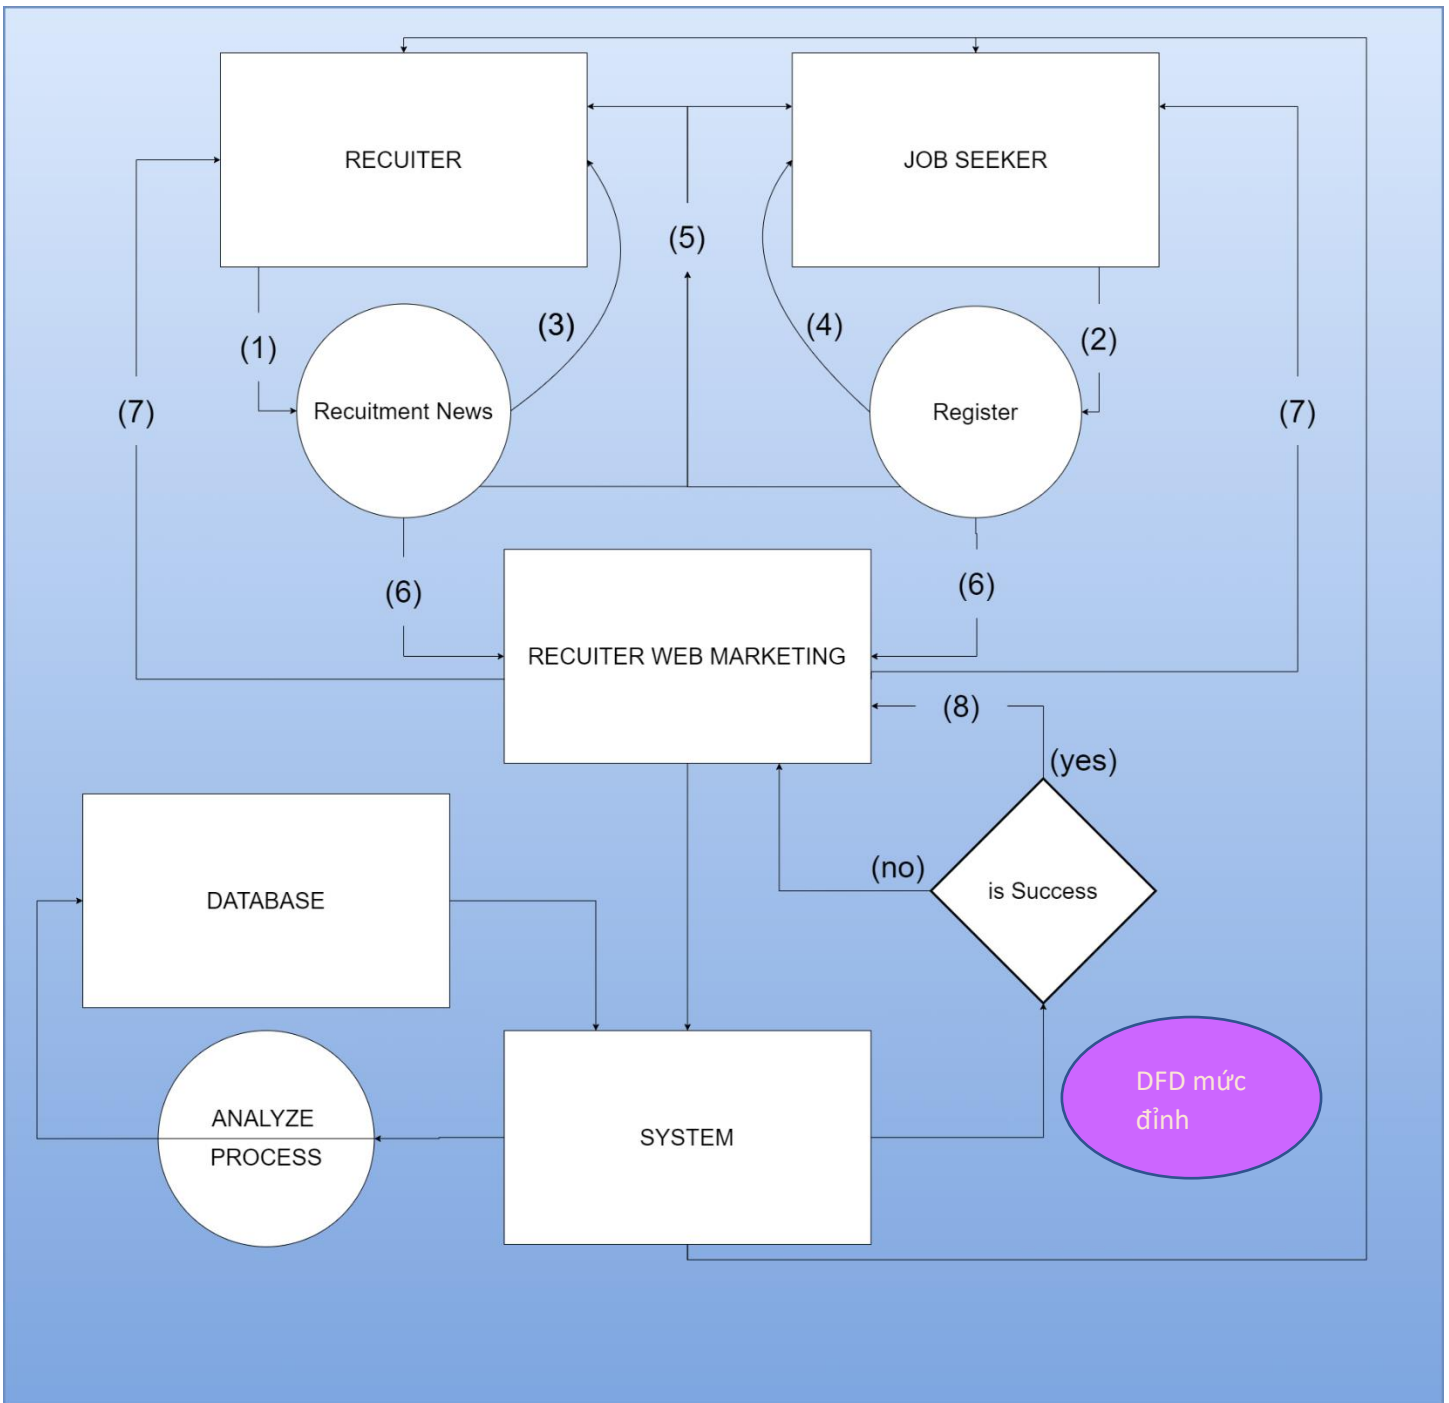 RECUITER
JOB SEEKER
(5)
(3)
(4)
(1)
(2)
Recuitment News
Register
(7)
(7)
(6)
(6)
RECUITER WEB MARKETING
(8)
(yes)
(no)
is Success
DATABASE
DFD mức
đỉnh
ANALYZE
PROCESS
SYSTEM